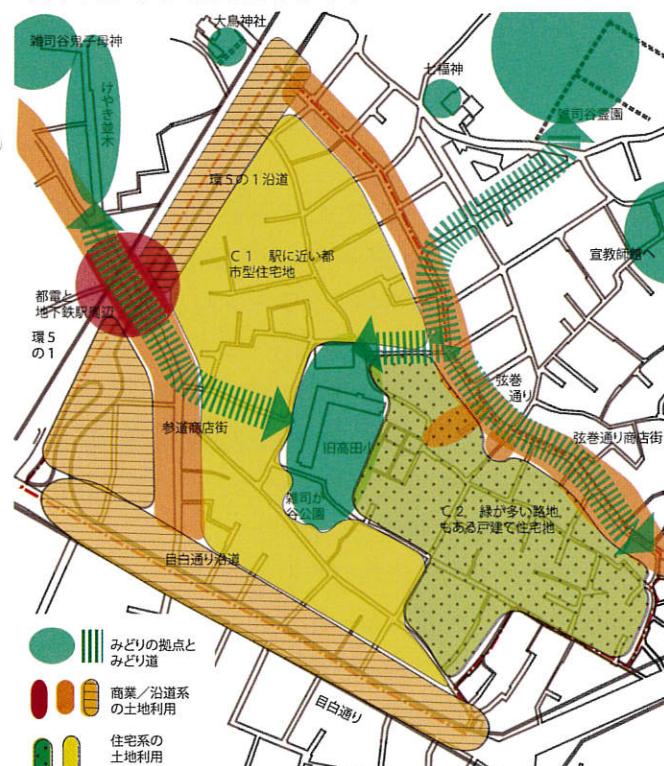 大鳥神社
雑司谷鬼子母神
けやき並木
七福神
雑司谷霊園
環5の1沿道
C1 駅に近い都
市型住宅地
宣教師館へ
都電と
地下鉄駅周辺
環5
の1
弦巻
通り
参道商店街
弦巻通り商店街
旧高田小
雑司が
谷公園
C2 緑が多い路地
もある戸建て住宅地
目白通り沿道
目白通り
みどりの拠点と
みどり道
商業／沿道系
の土地利用
住宅系の
土地利用